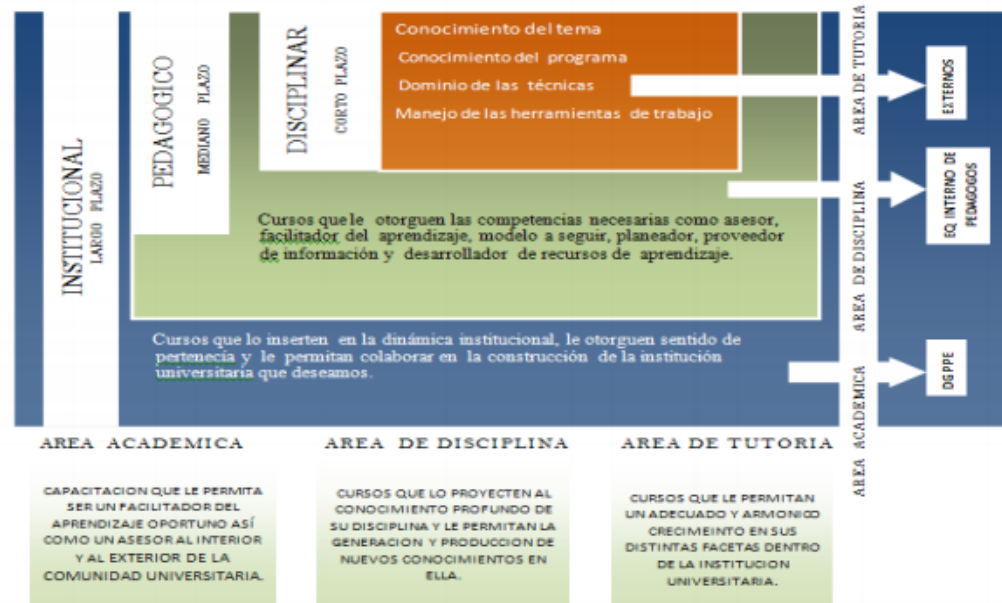 INSTITUCIONAL
LARGO PLAZO
PEDAGOGICO
MEDIANO PLAZO
DISCIPLINAR
CORTO PLAZO
Conocimiento del tema
Conocimiento del programa
Dominio de las técnicas
Manejo de las herramientas de trabajo
Cursos que le otorguen las competencias necesarias como asesor,
facilitador del aprendizaje, modelo a seguir, planeador, proveedor
de información y desarrollador de recursos de aprendizaje.
Cursos que lo inserten en la dinámica institucional, le otorguen sentido de
pertenecía y le permitan colaborar en la construcción de la institución
universitaria que deseamos.
AREA DE TUTORIA
AREA DE DISCIPLINA
AREA ACADEMICA
EXTERNOS
EQ. INTERNO DE
PEDAGOGOS
DGPPE
AREA ACADEMICA
CAPACITACION QUE LE PERMITA
SER UN FACILITADOR DEL
APRENDIZAJE OPORTUNO ASÍ
COMO UN ASESOR AL INTERIOR
Y AL EXTERIOR DE LA
COMUNIDAD UNIVERSITARIA.
AREA DE DISCIPLINA
CURSOS QUE LO PROYECTEN AL
CONOCIMIENTO PROFUNDO DE
SU DISCIPLINA Y LE PERMITAN LA
GENERACION Y PRODUCCION DE
NUEVOS CONOCIMIENTOS EN
ELLA.
AREA DE TUTORIA
CURSOS QUE LE PERMITAN
UN ADECUADO Y ARMONICO
CRECIMEINTO EN SUS
DISTINTAS FACETAS DENTRO
DE LA INSTITUCION
UNIVERSITARIA.